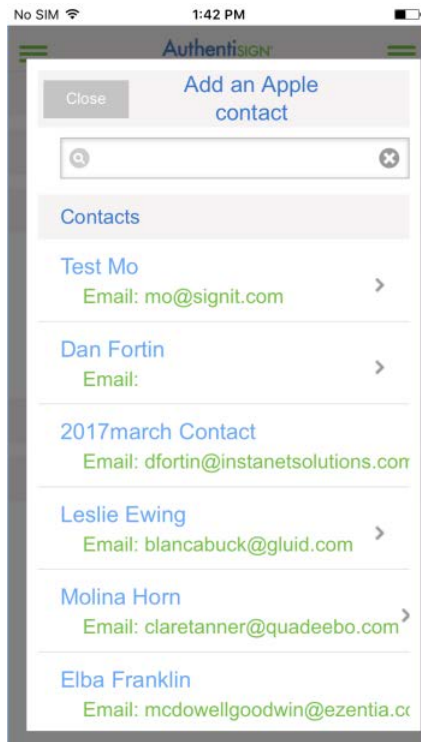 No SIM 1:42 PM
AUTHENTISIGN
Close
Add an Apple
contact
Contacts
Test Mo
Email: mo@signit.com
Dan Fortin
Email:
2017march Contact
Email: dfortin@instanetsolutions.com
Leslie Ewing
Email: blancabuck@gluid.com
Molina Horn
Email: claretanner@quadeebo.com
Elba Franklin
Email: mcdowellgoodwin@ezentia.co